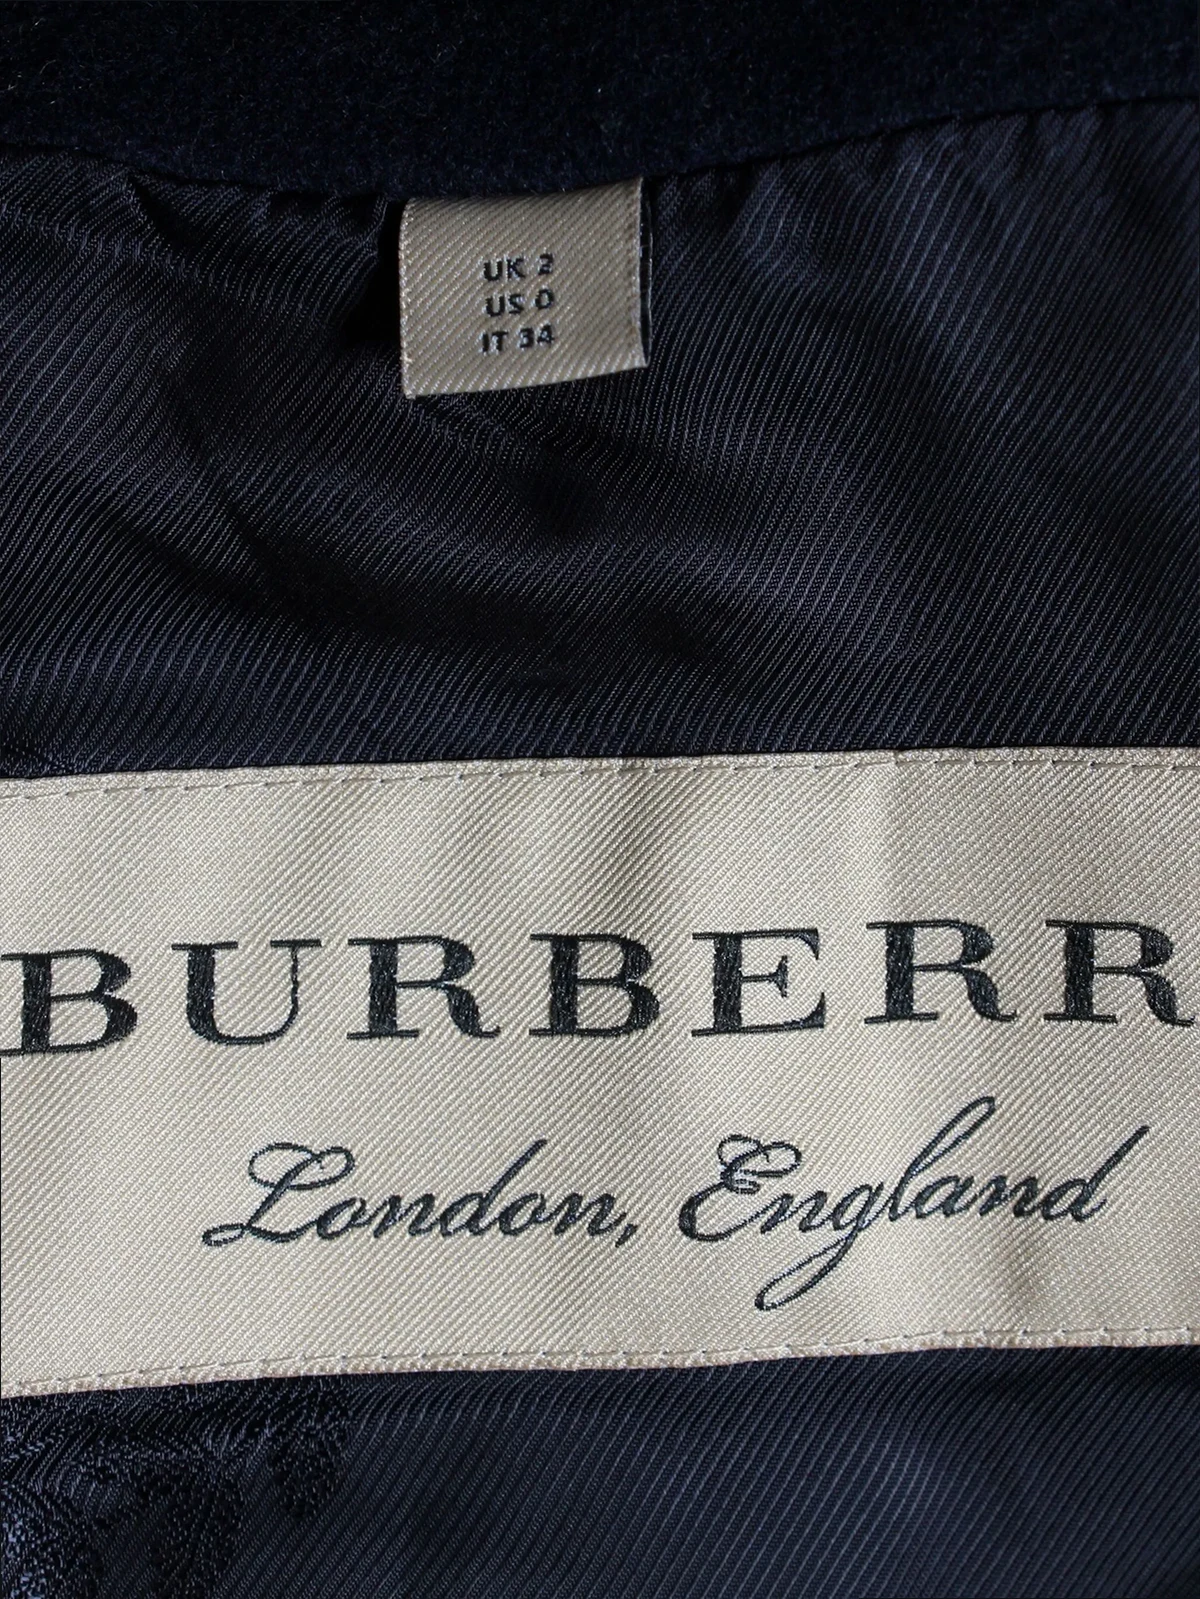 UK 2
US 0
IT 34
BURBERR
London, England